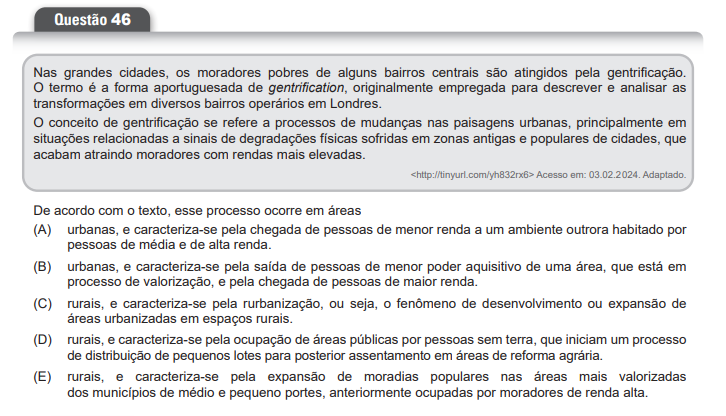 Questão 46
Nas grandes cidades, os moradores pobres de alguns bairros centrais são atingidos pela gentrificação.
O termo é a forma aportuguesada de gentrification, originalmente empregada para descrever e analisar as
transformações em diversos bairros operários em Londres.
O conceito de gentrificação se refere a processos de mudanças nas paisagens urbanas, principalmente em
situações relacionadas a sinais de degradações físicas sofridas em zonas antigas e populares de cidades, que
acabam atraindo moradores com rendas mais elevadas.
<http://tinyurl.com/yh832rx6> Acesso em: 03.02.2024. Adaptado.
De acordo com o texto, esse processo ocorre em áreas
(A) urbanas, e caracteriza-se pela chegada de pessoas de menor renda a um ambiente outrora habitado por
pessoas de média e de alta renda.
(B) urbanas, e caracteriza-se pela saída de pessoas de menor poder aquisitivo de uma área, que está em
processo de valorização, e pela chegada de pessoas de maior renda.
(C) rurais, e caracteriza-se pela rurbanização, ou seja, o fenômeno de desenvolvimento ou expansão de
áreas urbanizadas em espaços rurais.
(D) rurais, e caracteriza-se pela ocupação de áreas públicas por pessoas sem terra, que iniciam um processo
de distribuição de pequenos lotes para posterior assentamento em áreas de reforma agrária.
(E) rurais, e caracteriza-se pela expansão de moradias populares nas áreas mais valorizadas
dos municípios de médio e pequeno portes, anteriormente ocupadas por moradores de renda alta.